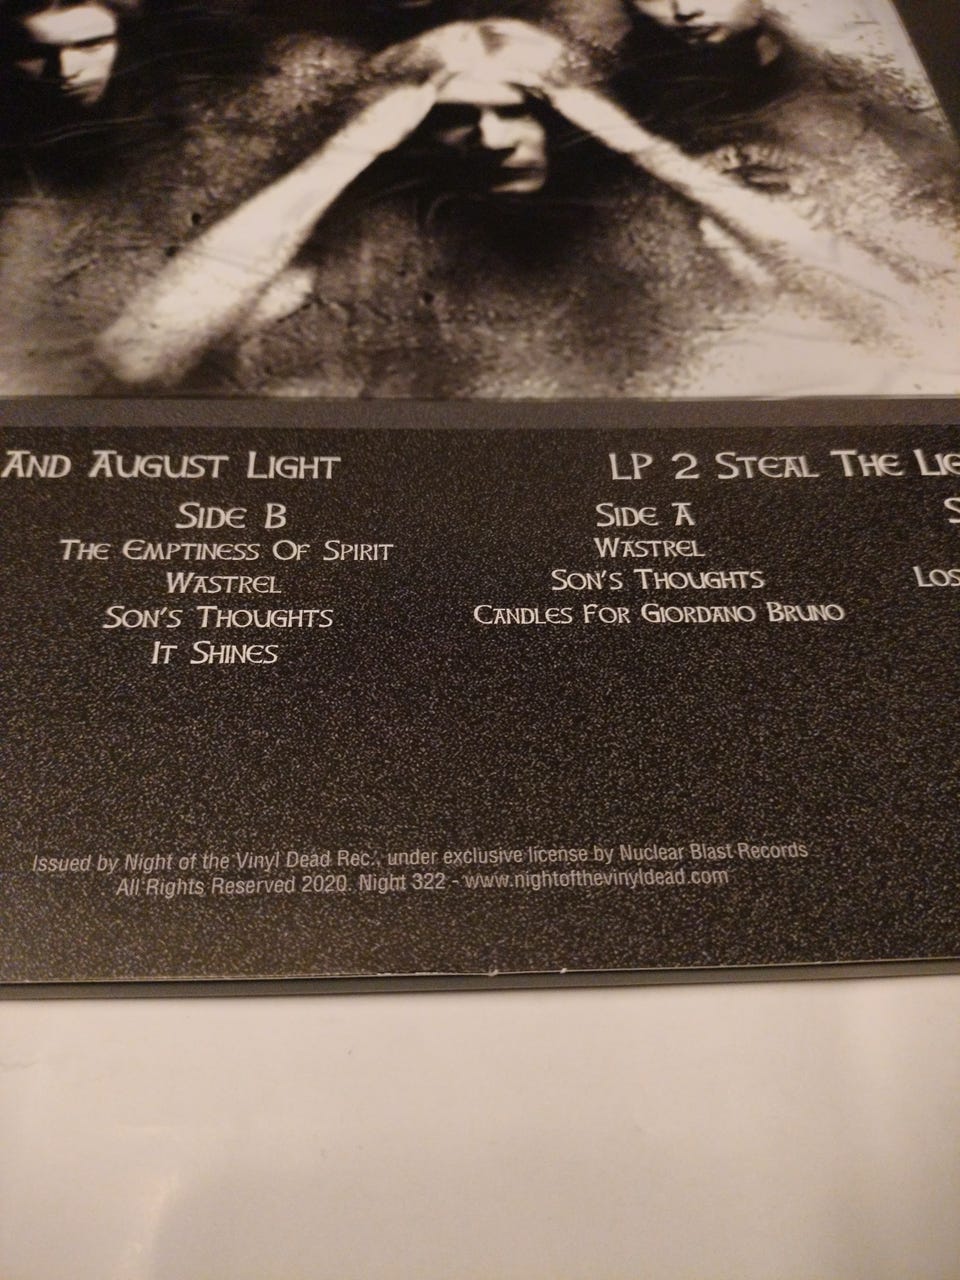 And August Light
Side B
The Emptiness Of Spirit
Wastrel
Son's Thoughts
It Shines
LP 2 Steal The
Side A
Wastrel
Son's Thoughts
Candles For Giordano Bruno
Issued by Night of the Vinyl Dead Rec., under exclusive license by Nuclear Blast Records
All Rights Reserved 2020. Night 322 - www.nightofthevinyldead.com